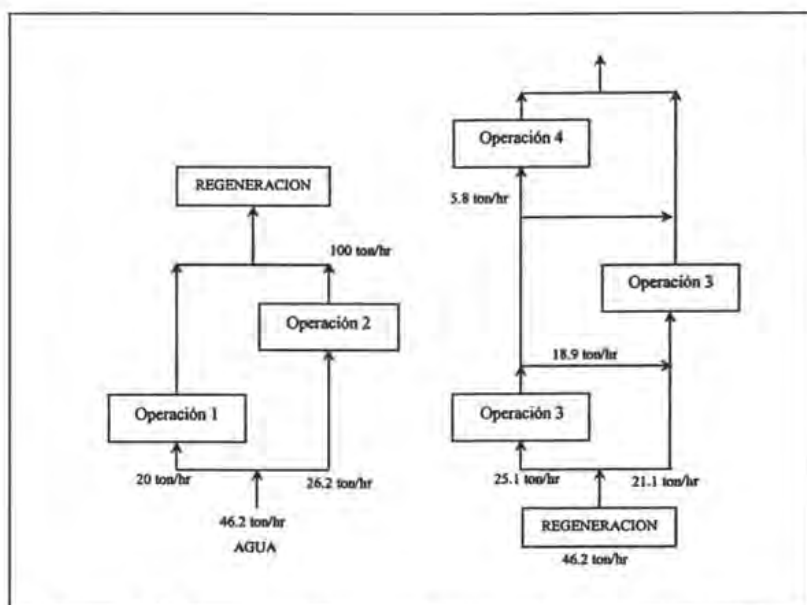 REGENERACION
100 ton/hr
Operación 2
Operación 1
20 ton/hr
26.2 ton/hr
46.2 ton/hr
AGUA
Operación 4
5.8 ton/hr
Operación 3
18.9 ton/hr
Operación 3
25.1 ton/hr
21.1 ton/hr
REGENERACION
46.2 ton/hr